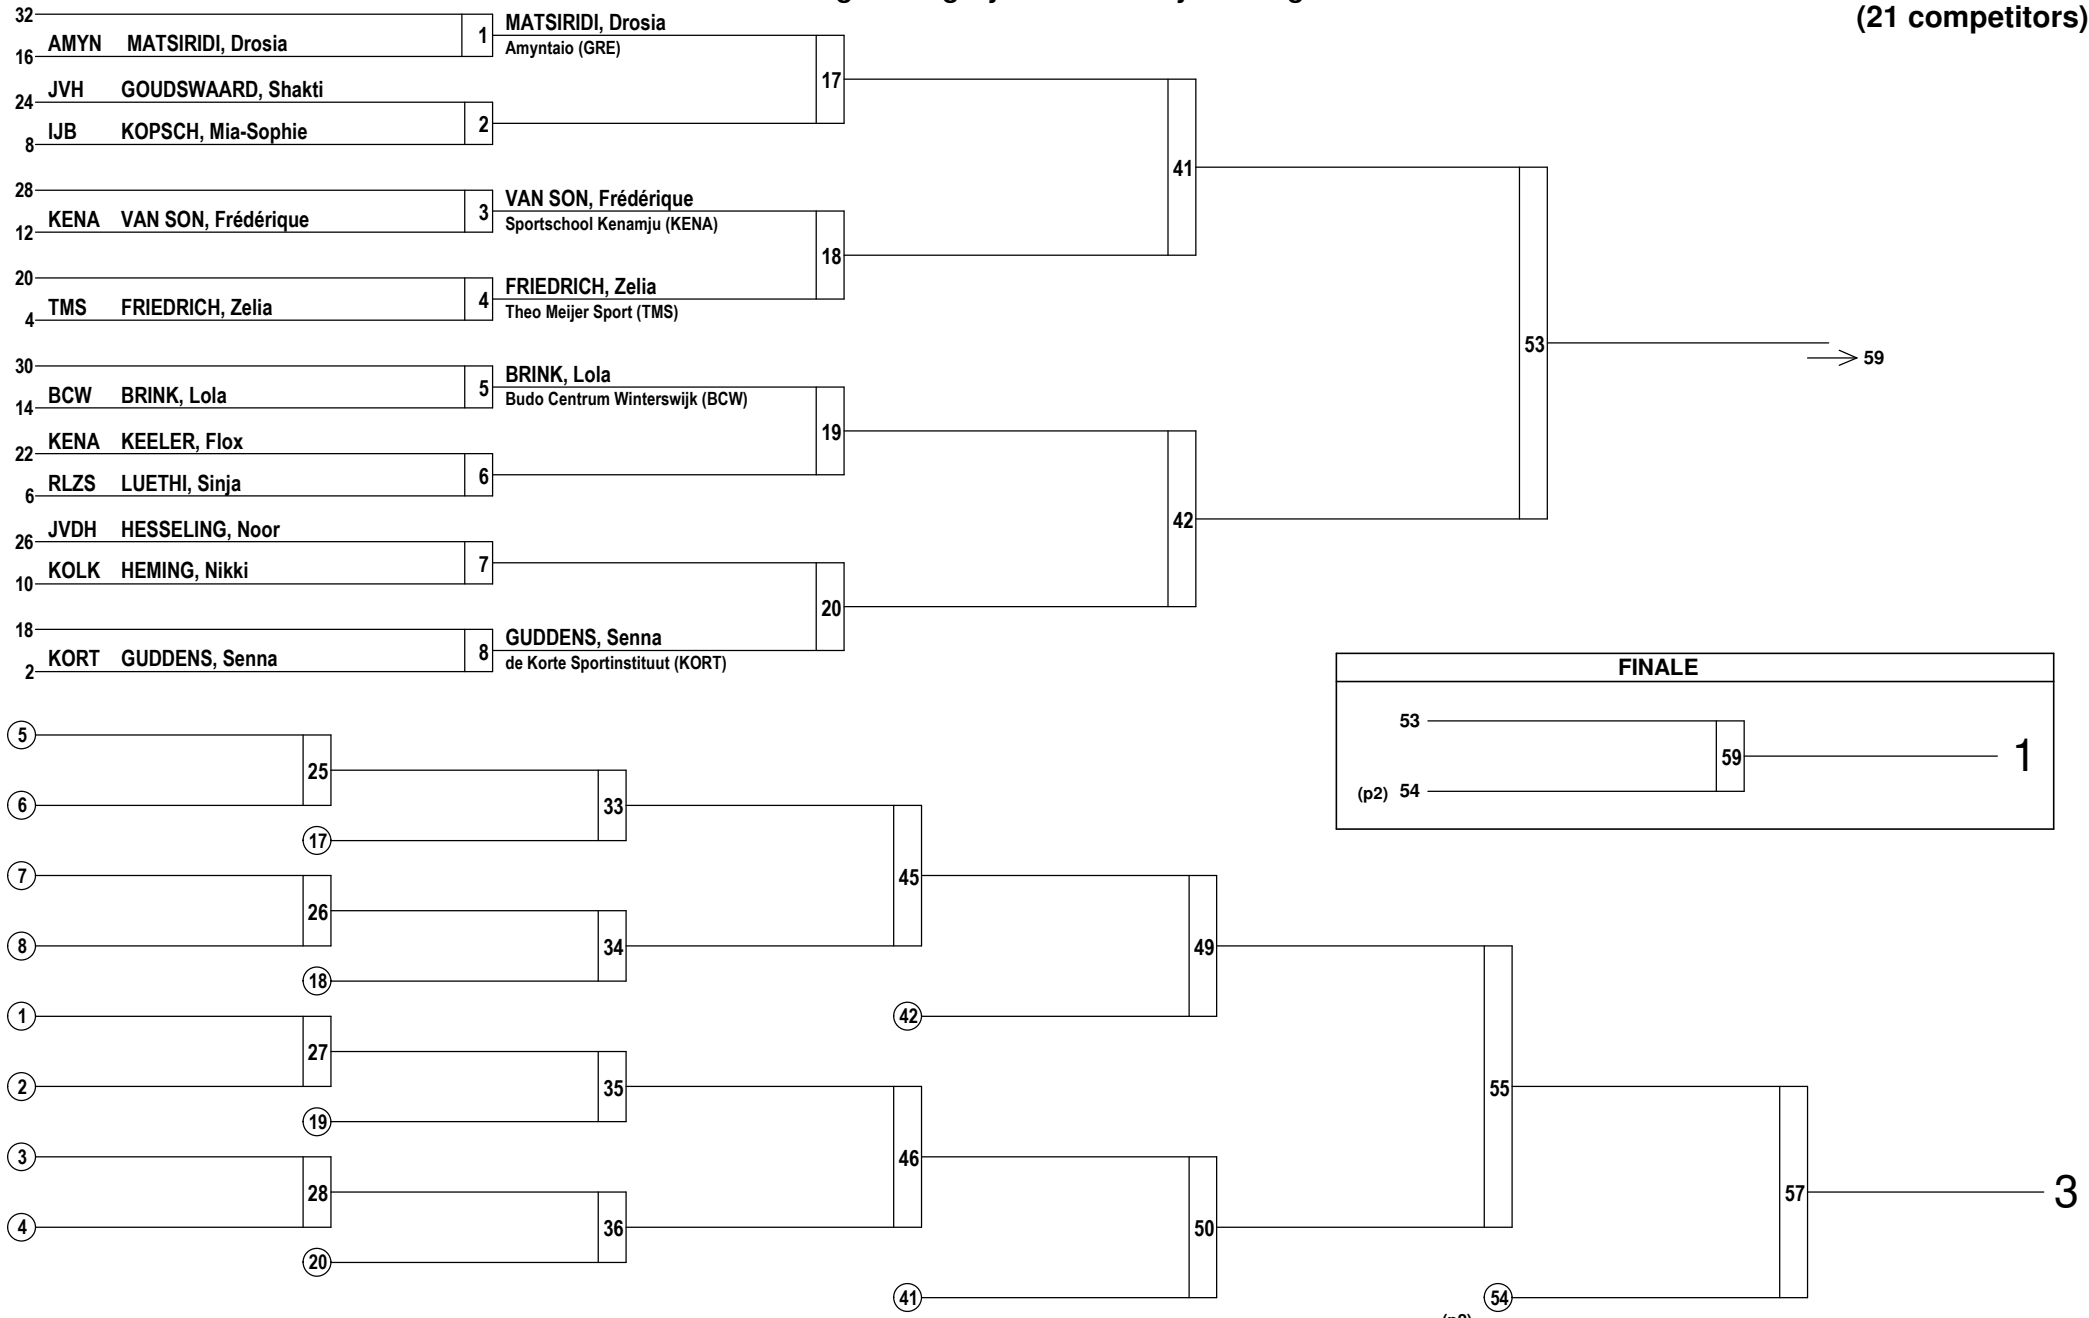 (21 competitors)
32
AMYN MATSIRIDI, Drosia
16
1
MATSIRIDI, Drosia
Amyntaio (GRE)
JVH GOUDSWAARD, Shakti
24
IJB KOPSCH, Mia-Sophie
8
2
17
28
KENA VAN SON, Frédérique
12
3
VAN SON, Frédérique
Sportschool Kenamju (KENA)
20
TMS FRIEDRICH, Zelia
4
4
FRIEDRICH, Zelia
Theo Meijer Sport (TMS)
18
41
30
BCW BRINK, Lola
14
5
BRINK, Lola
Budo Centrum Winterswijk (BCW)
KENA KEELER, Flox
22
RLZS LUETHI, Sinja
6
6
19
JVDH HESSELING, Noor
26
KOLK HEMING, Nikki
10
7
18
KORT GUDDENS, Senna
2
8
GUDDENS, Senna
de Korte Sportinstituut (KORT)
20
42
53
59
FINALE
53
(p2) 54
59
1
5
6
25
17
33
7
8
26
18
34
45
42
49
1
2
27
19
35
3
4
28
20
36
46
41
50
55
54
57
3